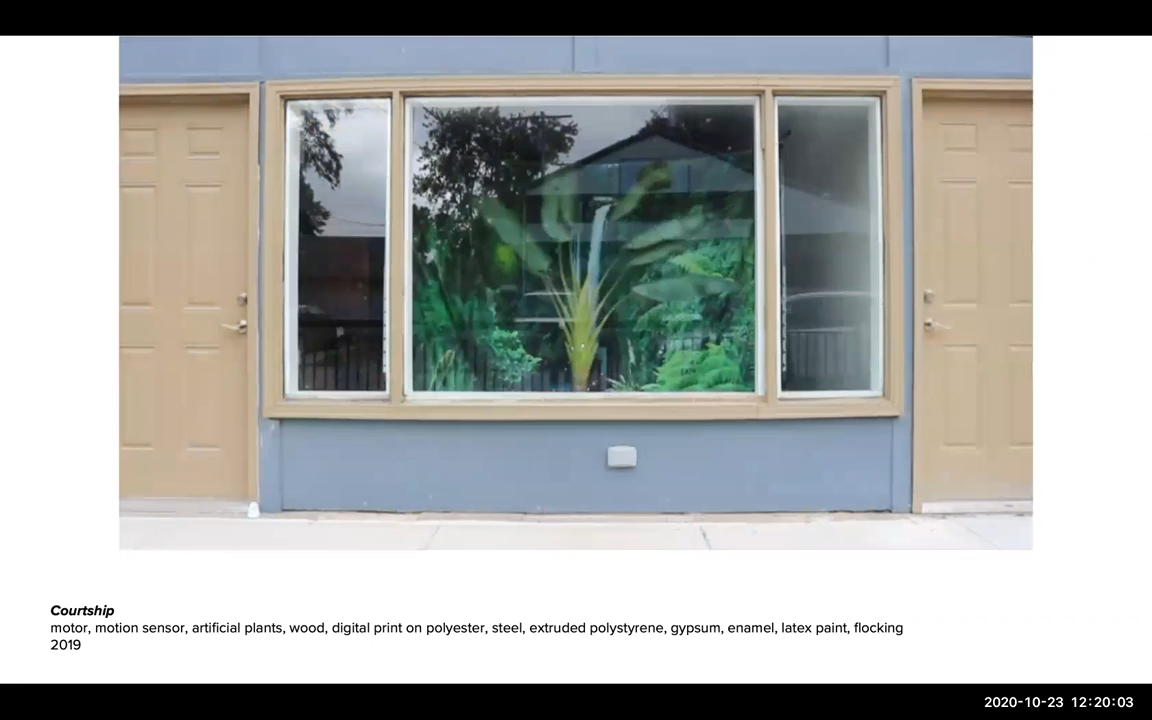 Courtship
motor, motion sensor, artificial plants, wood, digital print on polyester, steel, extruded polystyrene, gypsum, enamel, latex paint, flocking
2019
2020-10-23 12:20:03